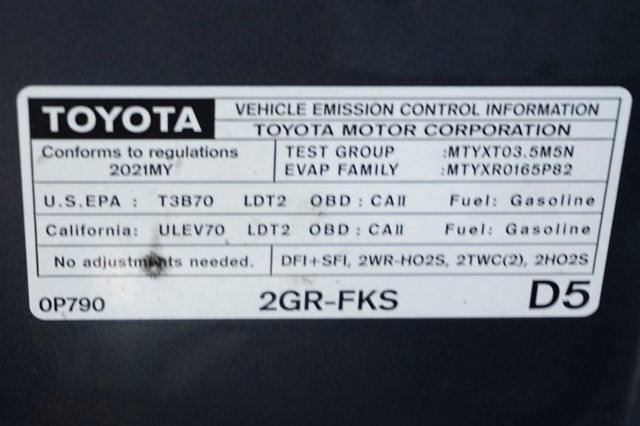 TOYOTA VEHICLE EMISSION CONTROL INFORMATION
TOYOTA MOTOR CORPORATION
Conforms to regulations TEST GROUP :MTYXT03.5M5N
2021MY EVAP FAMILY :MTYXR0165P82
U.S.EPA : T3B70 LDT2 OBD : CAII Fuel: Gasoline
California: ULEV70 LDT2 OBD : CAII Fuel: Gasoline
No adjustments needed. DFI+SFI, 2WR-HO2S, 2TWC(2), 2HO2S
0P790 2GR-FKS D5